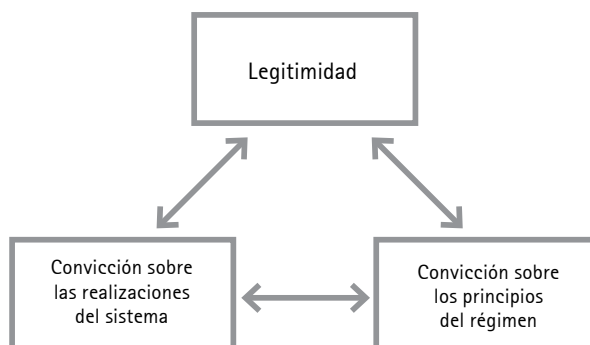 Legitimidad
Convicción sobre
las realizaciones
del sistema
Convicción sobre
los principios
del régimen